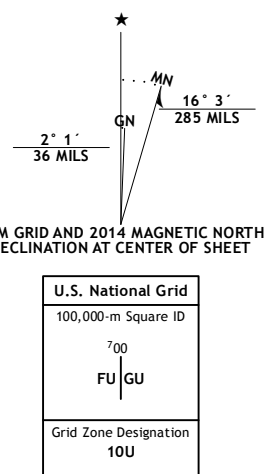 ★
MN
GN
16° 3´
285 MILS
2° 1´
36 MILS
M GRID AND 2014 MAGNETIC NORTH
ECLINATION AT CENTER OF SHEET
U.S. National Grid
100,000-m Square ID
⁷00
FU GU
Grid Zone Designation
10U